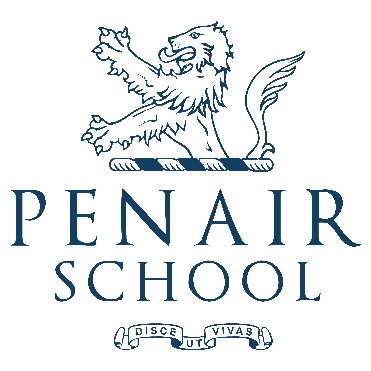 PENAIR
SCHOOL
DISCE UT VIVAS